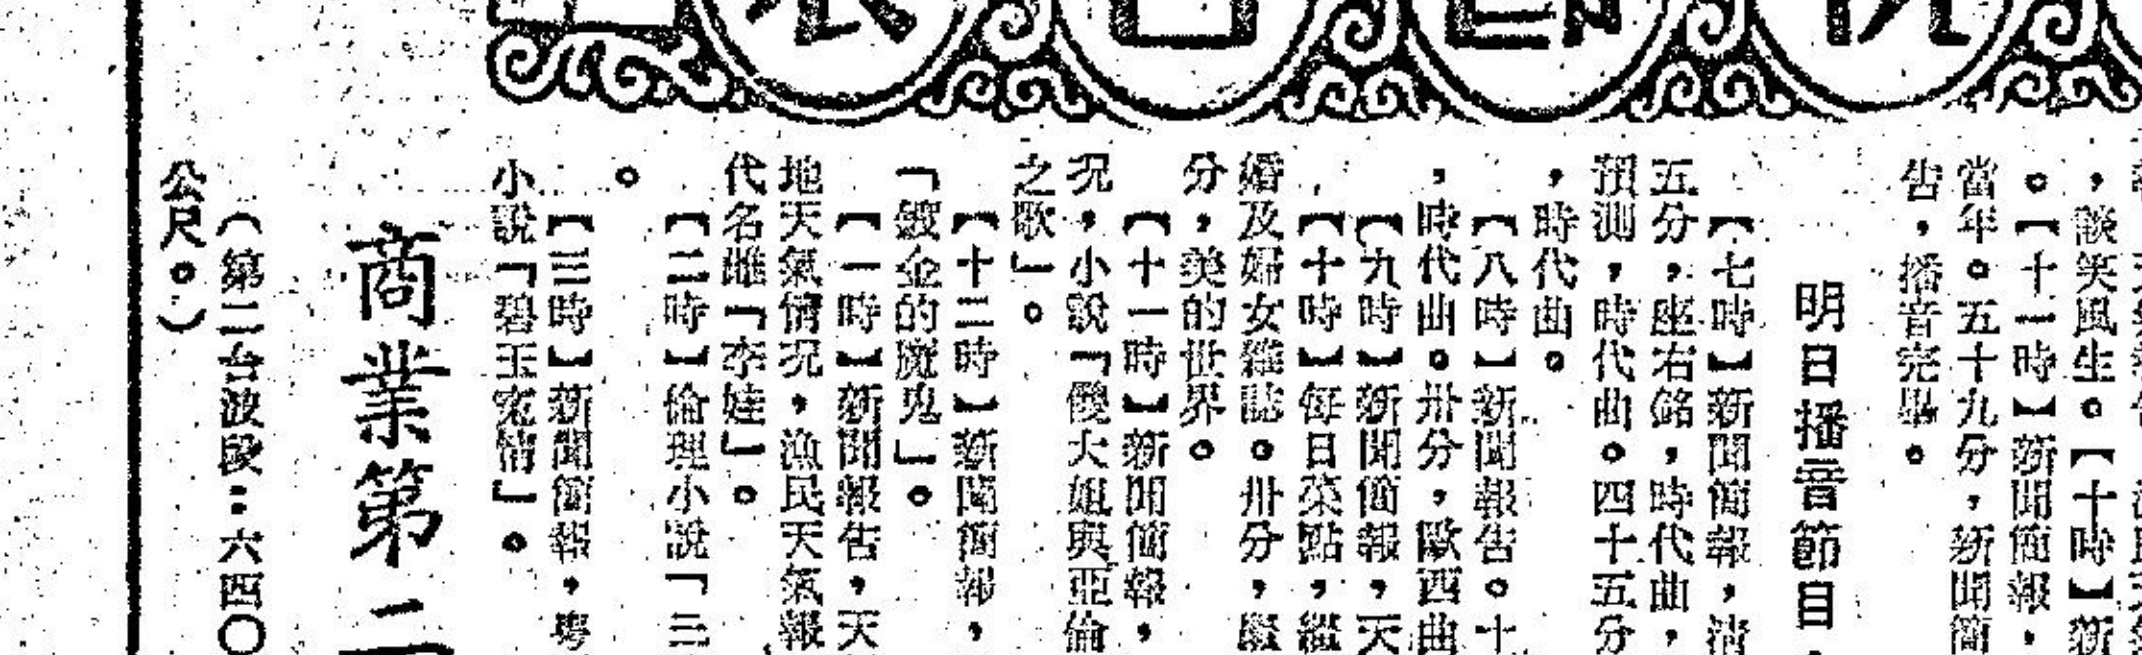 ，談笑風生。【十時】新
。【十一時】新聞簡報，
當年。五十九分，新聞簡
告，播音完畢。
明日播音節目
【七時】新聞簡報，清
五分，座右銘，時代曲，
預測，時代曲。四十五分
，時代曲。
【八時】新聞報告。十
，時代曲。卅分，歐西曲
【九時】新聞簡報，天
【十時】每日菜點，繼
婚及婦女雜誌。卅分，
分，美的世界。
【十一時】新聞簡報，
况，小說「儍大姐與亞倫
之歌」。
【十二時】新聞簡報，
「鍍金的魔鬼」。
【一時】新聞報告，天
地天氣情况，漁民天氣報
代名雌「李娃」。
【二時】倫理小說「三
。
【三時】新聞簡報，粵
小說「碧玉寃情」。
商業第二
（第二台波段：六四〇
公尺。）